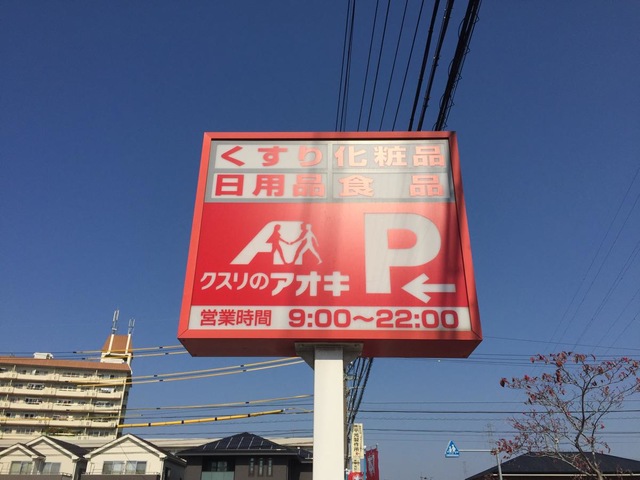 くすり 化粧品
日用品 食品
P
クスリのアオキ
営業時間 9:00～22:00